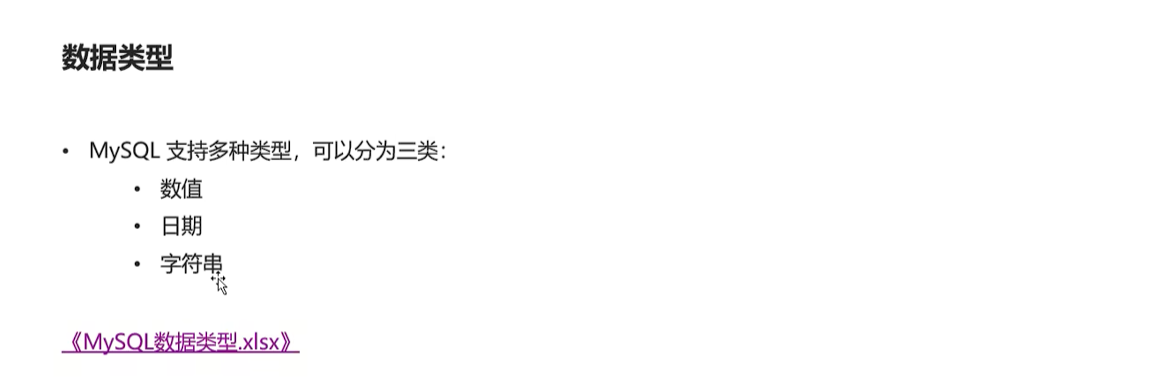 数据类型
• MySQL 支持多种类型，可以分为三类：
• 数值
• 日期
• 字符串
《MySQL数据类型.xlsx》